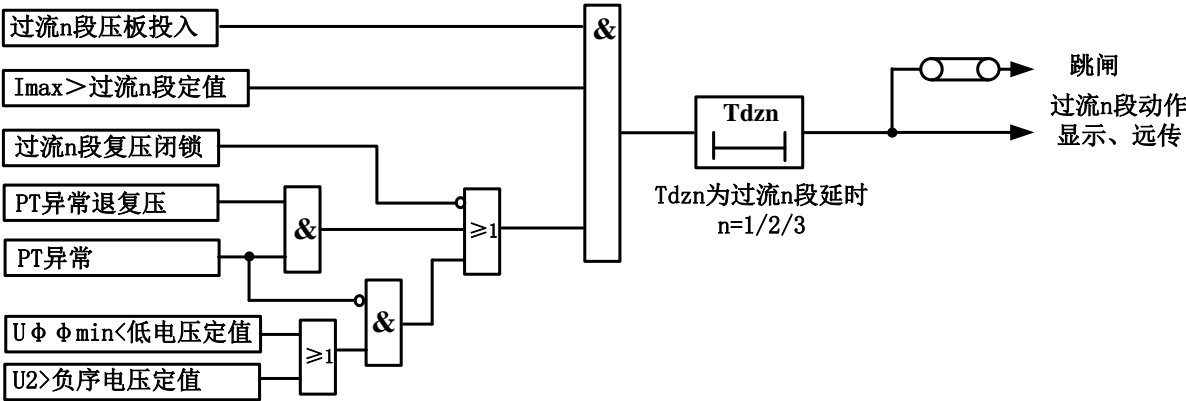 过流n段压板投入
&
跳闸
Imax＞过流n段定值
Tdzn
过流n段动作
显示、远传
过流n段复压闭锁
PT异常退复压
&
≥1
Tdzn为过流n段延时
n=1/2/3
PT异常
&
UΦΦmin<低电压定值
≥1
U2>负序电压定值